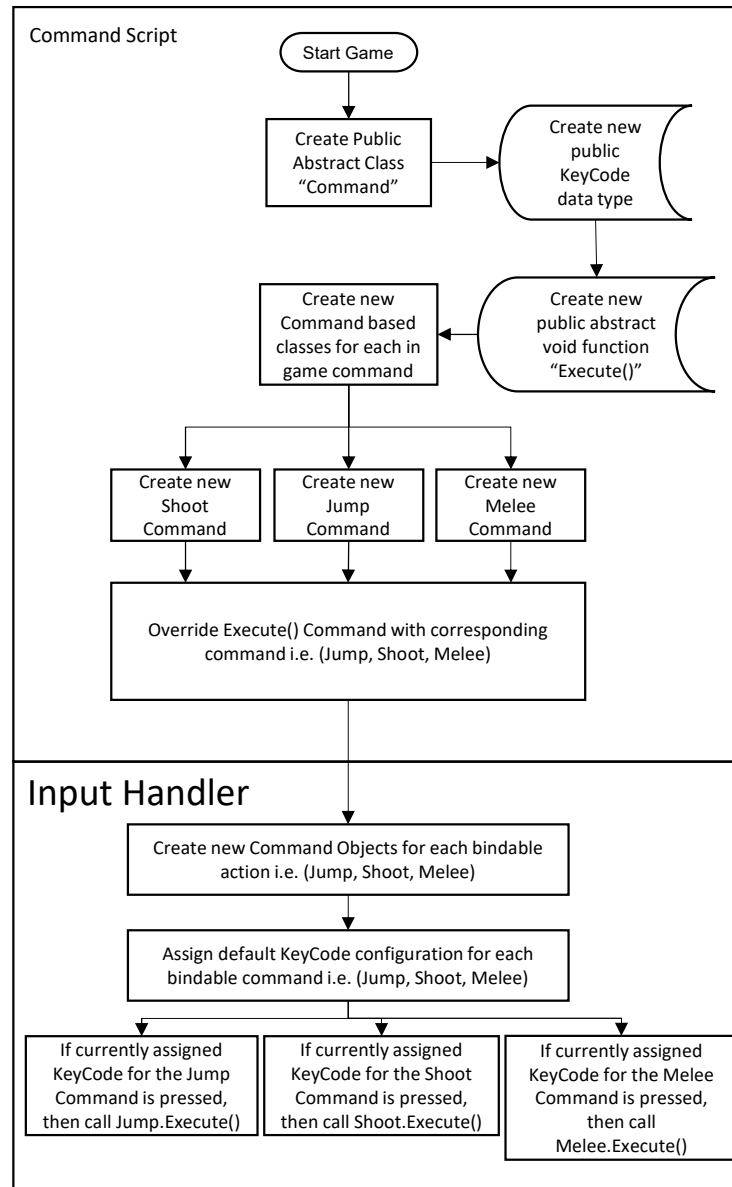 Command Script
Start Game
Create Public
Abstract Class
“Command”
Create new
public
KeyCode
data type
Create new
public abstract
void function
“Execute()”
Create new
Command based
classes for each in
game command
Create new
Shoot
Command
Create new
Jump
Command
Create new
Melee
Command
Override Execute() Command with corresponding
command i.e. (Jump, Shoot, Melee)
Input Handler
Create new Command Objects for each bindable
action i.e. (Jump, Shoot, Melee)
Assign default KeyCode configuration for each
bindable command i.e. (Jump, Shoot, Melee)
If currently assigned
KeyCode for the Jump
Command is pressed,
then call Jump.Execute()
If currently assigned
KeyCode for the Shoot
Command is pressed,
then call Shoot.Execute()
If currently assigned
KeyCode for the Melee
Command is pressed,
then call
Melee.Execute()